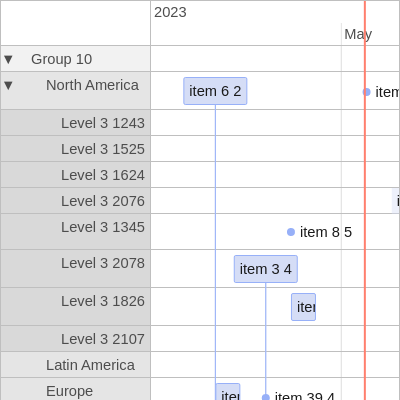 2023
May
▼ Group 10
▼ North America
item 6 2
item
Level 3 1243
Level 3 1525
Level 3 1624
Level 3 2076
i
Level 3 1345
item 8 5
Level 3 2078
item 3 4
Level 3 1826
iter
Level 3 2107
Latin America
Europe
iter
item 39 4